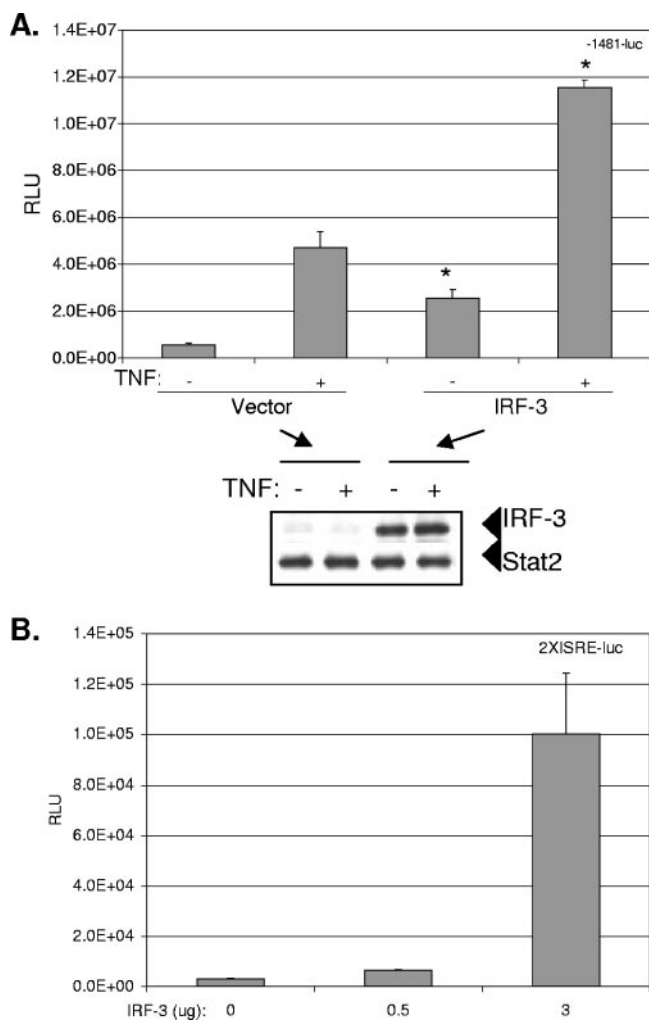 A.
-1481-luc
1.4E+07
1.2E+07
1.0E+07
8.0E+06
6.0E+06
4.0E+06
2.0E+06
0.0E+00
RLU
*
*
TNF: - + - +
Vector IRF-3
TNF: - + - +
IRF-3
Stat2
B.
2XISRE-luc
1.4E+05
1.2E+05
1.0E+05
8.0E+04
6.0E+04
4.0E+04
2.0E+04
0.0E+00
RLU
IRF-3 (ug): 0 0.5 3